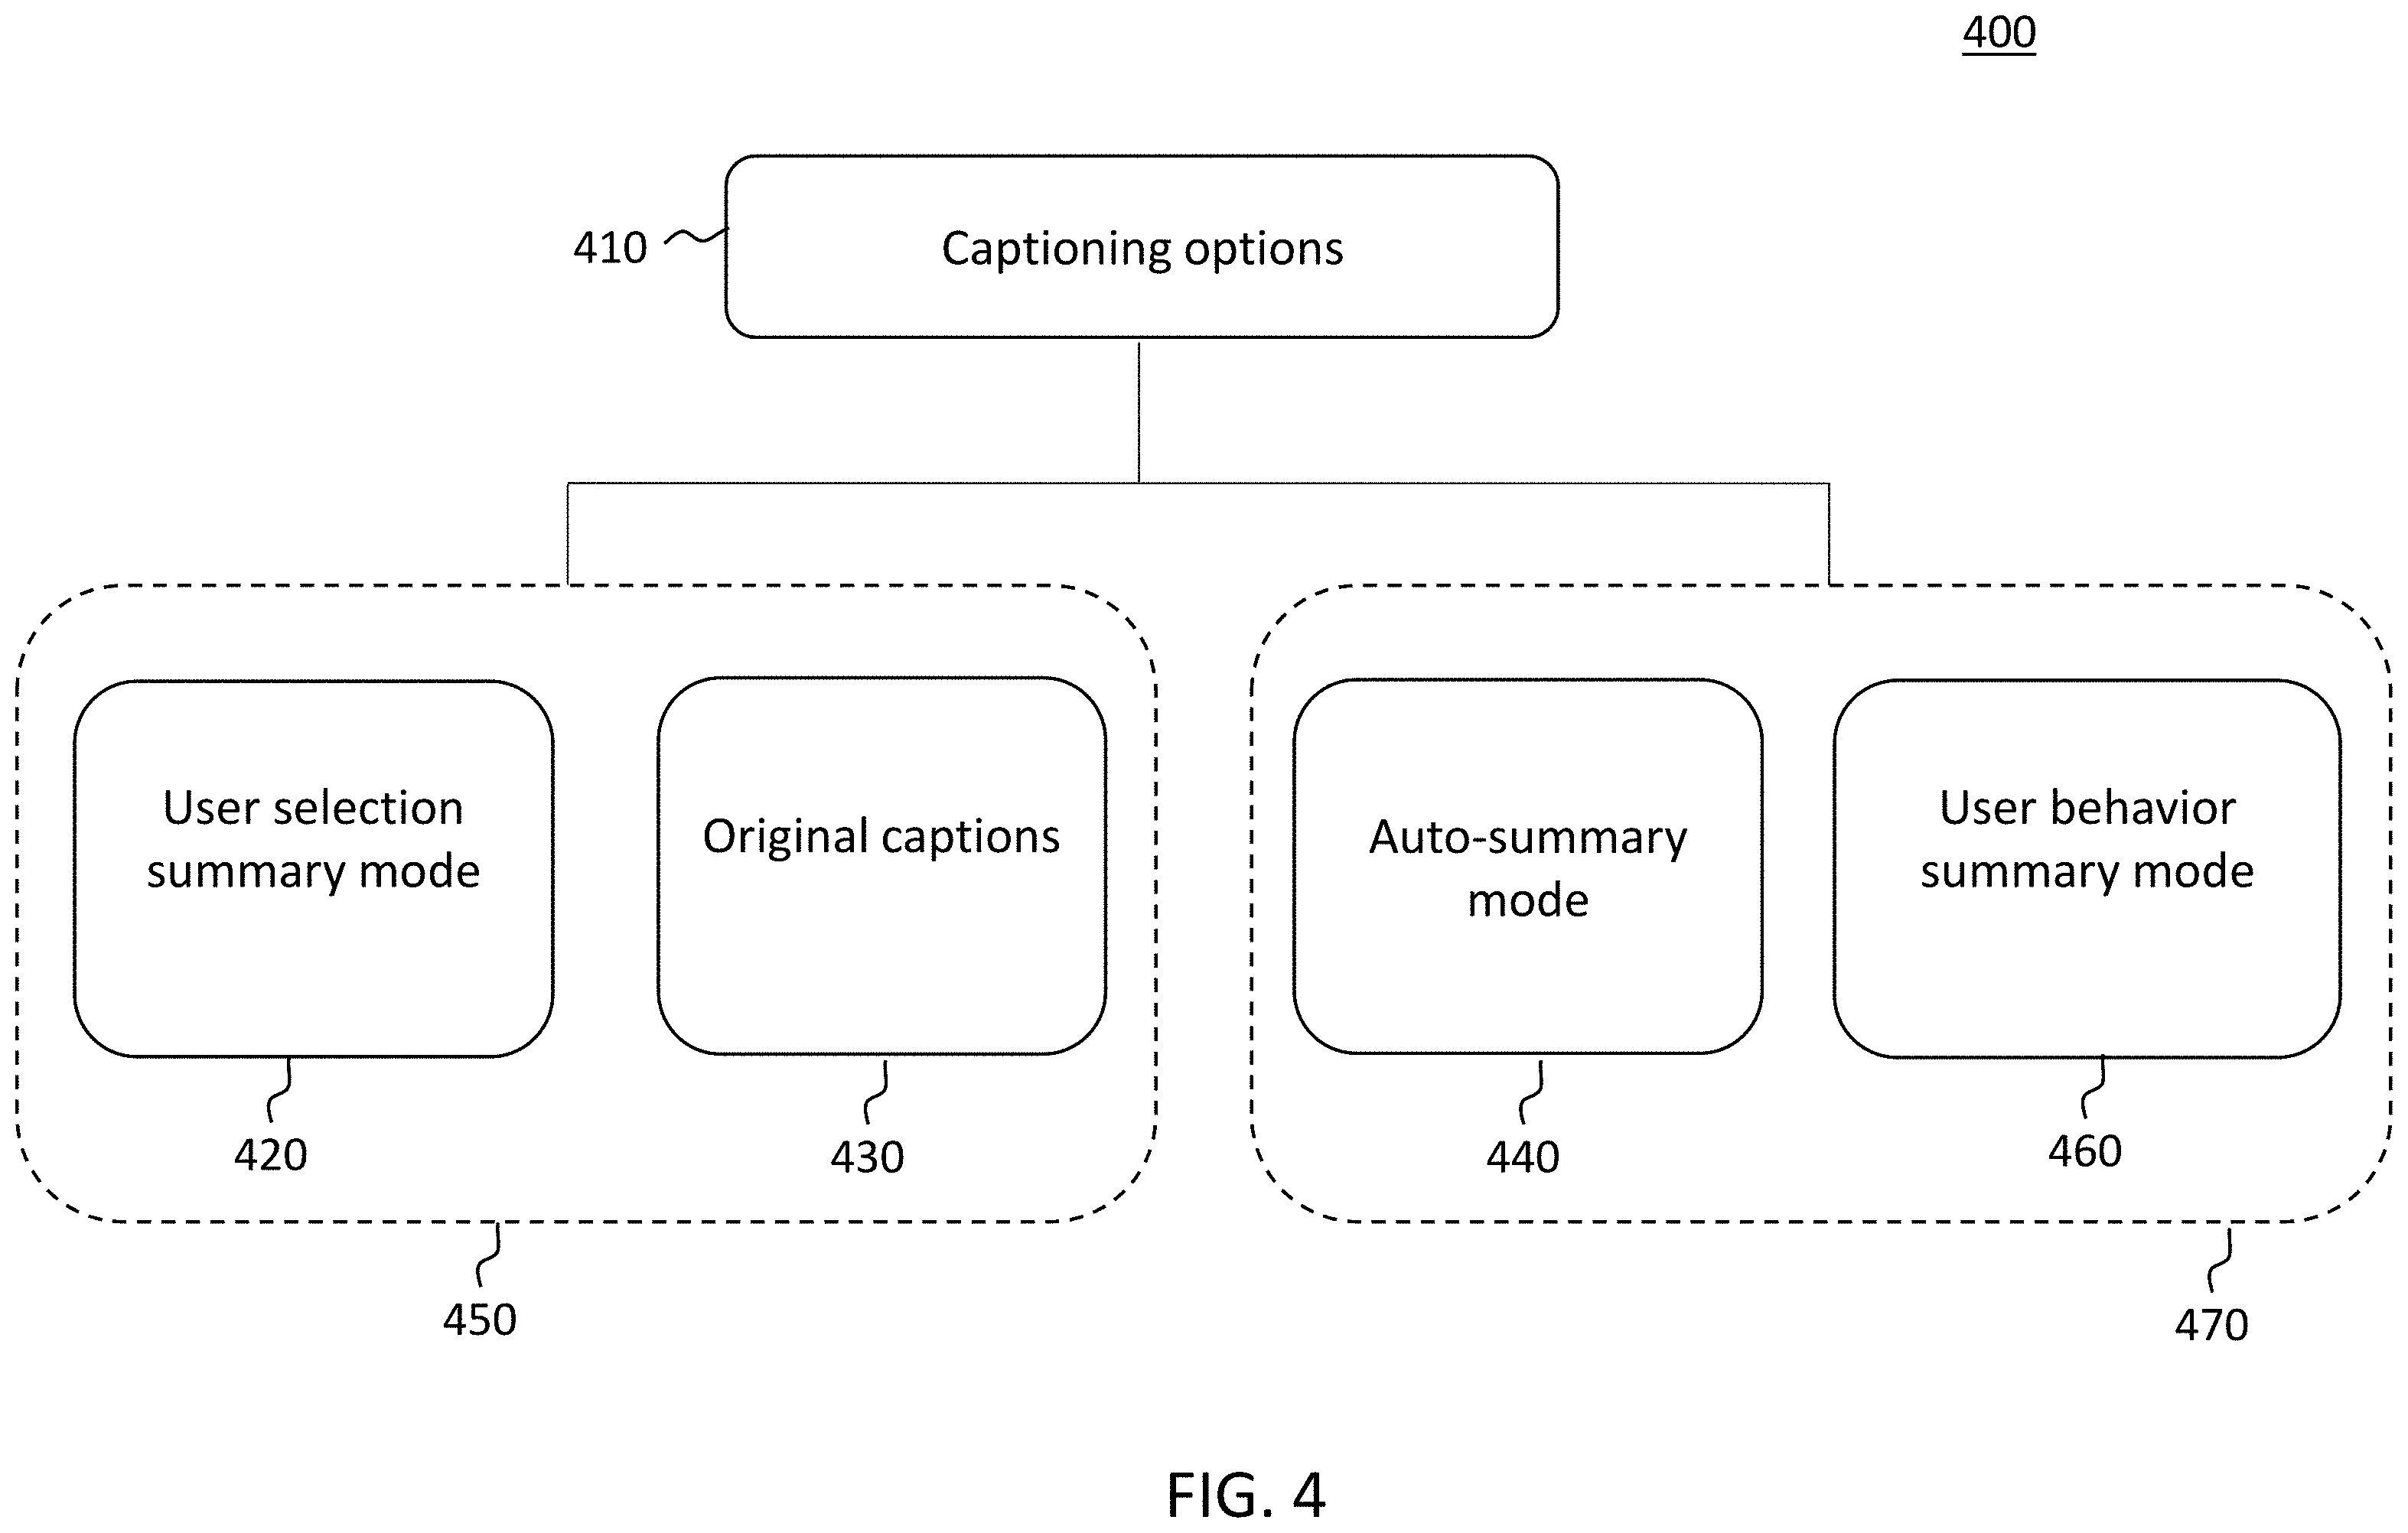 400
410
Captioning options
User selection
summary mode
Original captions
Auto-summary
mode
User behavior
summary mode
420
430
440
460
450
470
FIG. 4